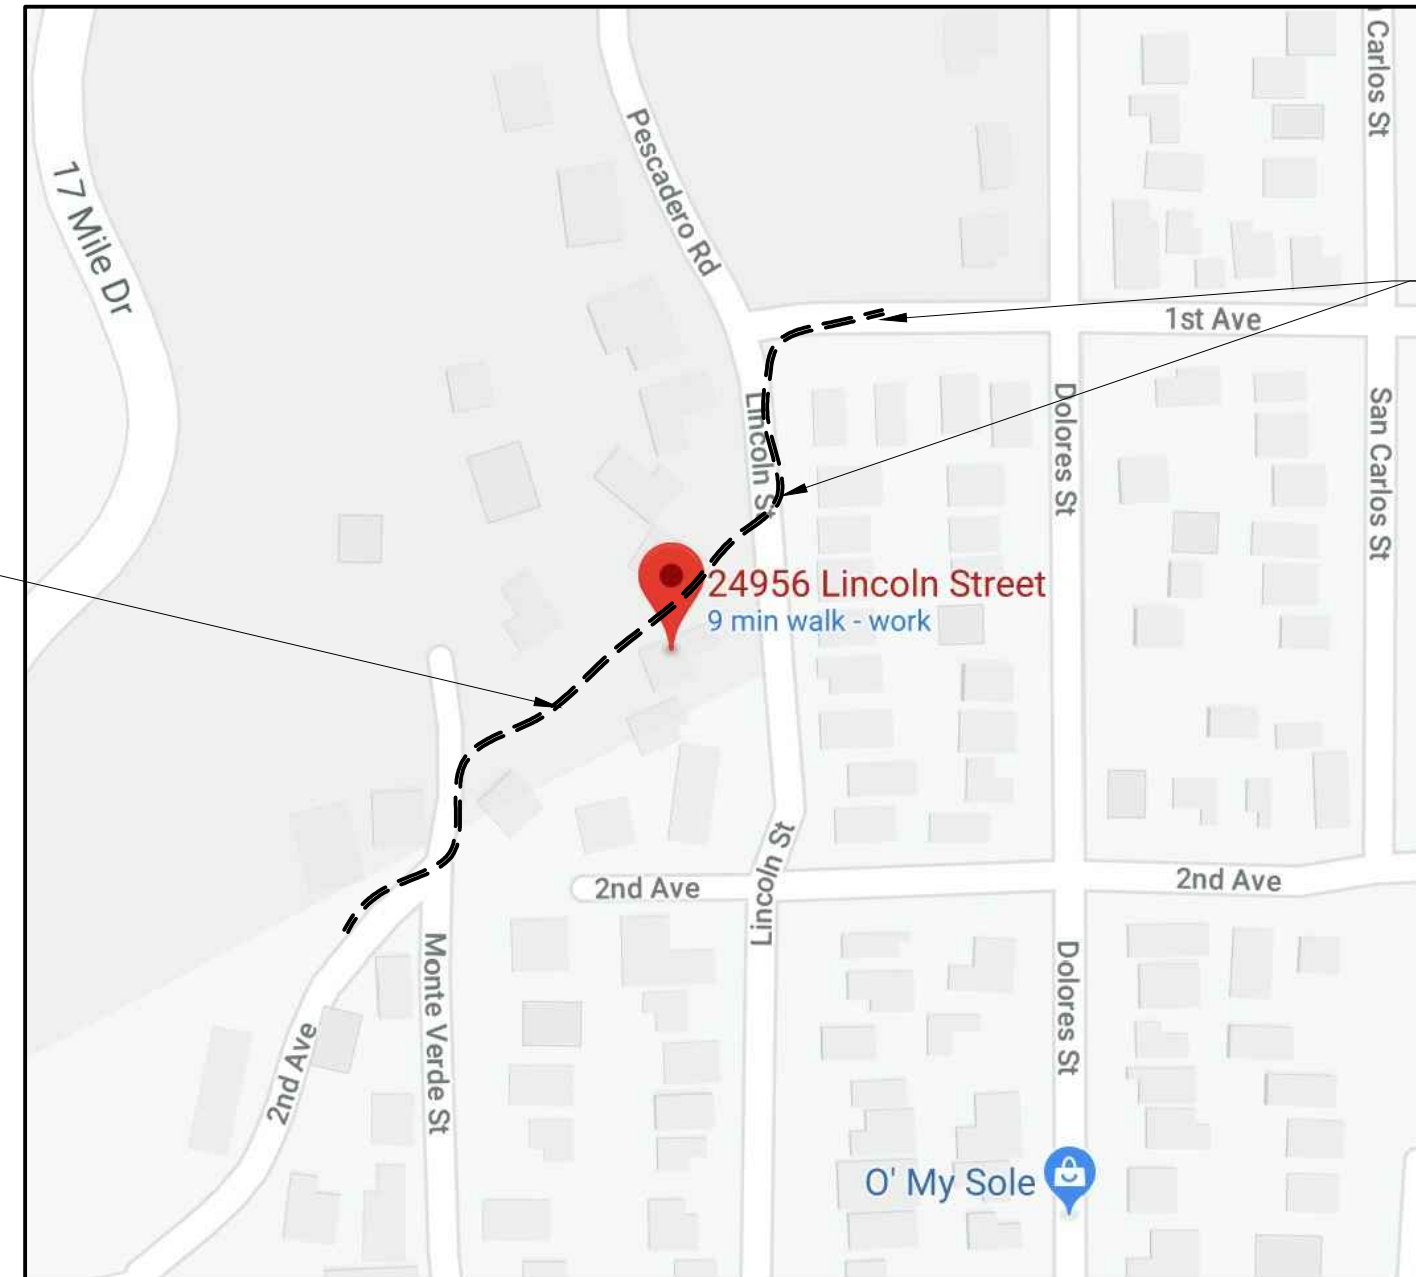 Carlos St
17 Mile Dr
Pescadero Rd
1st Ave
Lincoln St
Dolores St
San Carlos St
24956 Lincoln Street
9 min walk - work
2nd Ave
2nd Ave
Lincoln St
Monte Verde St
Dolores St
2nd Ave
O' My Sole